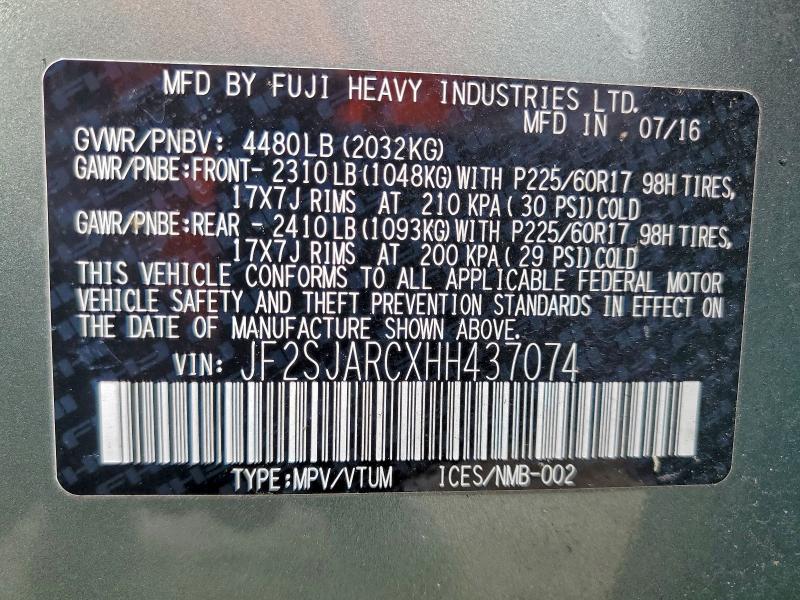 MFD BY FUJI HEAVY INDUSTRIES LTD.
MFD IN 07/16
GVWR/PNBV: 4480LB(2032KG)
GAWR/PNBE:FRONT- 2310LB(1048KG)WITH P225/60R17 98H TIRES,
17X7J RIMS AT 210 KPA( 30 PSI)COLD
GAWR/PNBE:REAR - 2410LB(1093KG)WITH P225/60R17 98H TIRES,
17X7J RIMS AT 200 KPA( 29 PSI)COLD
THIS VEHICLE CONFORMS TO ALL APPLICABLE FEDERAL MOTOR
VEHICLE SAFETY AND THEFT PREVENTION STANDARDS IN EFFECT ON
THE DATE OF MANUFACTURE SHOWN ABOVE.
VIN: JF2SJARCXHH437074
TYPE:MPV/VTUM ICES/NMB-002